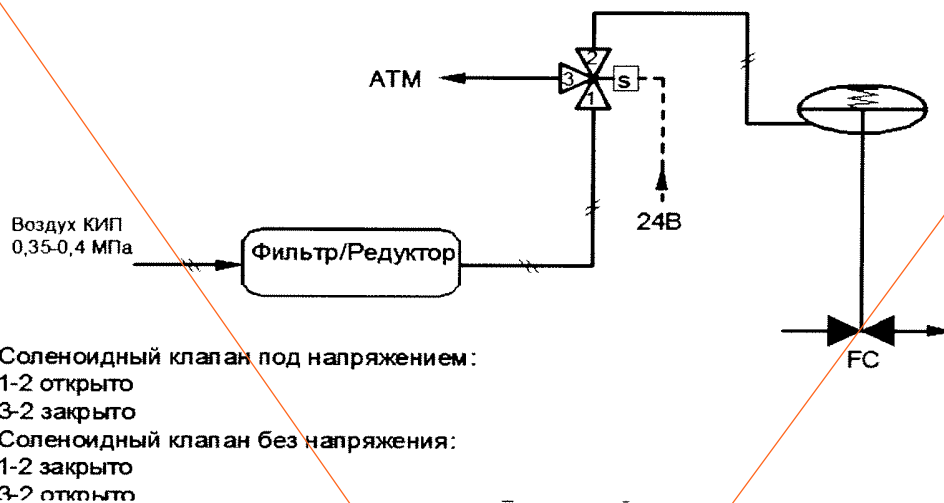 2
АТМ
3
S
1
Воздух КИП
0,35-0,4 МПа
24В
Фильтр/Редуктор
FC
Соленоидный клапан под напряжением:
1-2 открыто
3-2 закрыто
Соленоидный клапан без напряжения:
1-2 закрыто
3-2 открыто